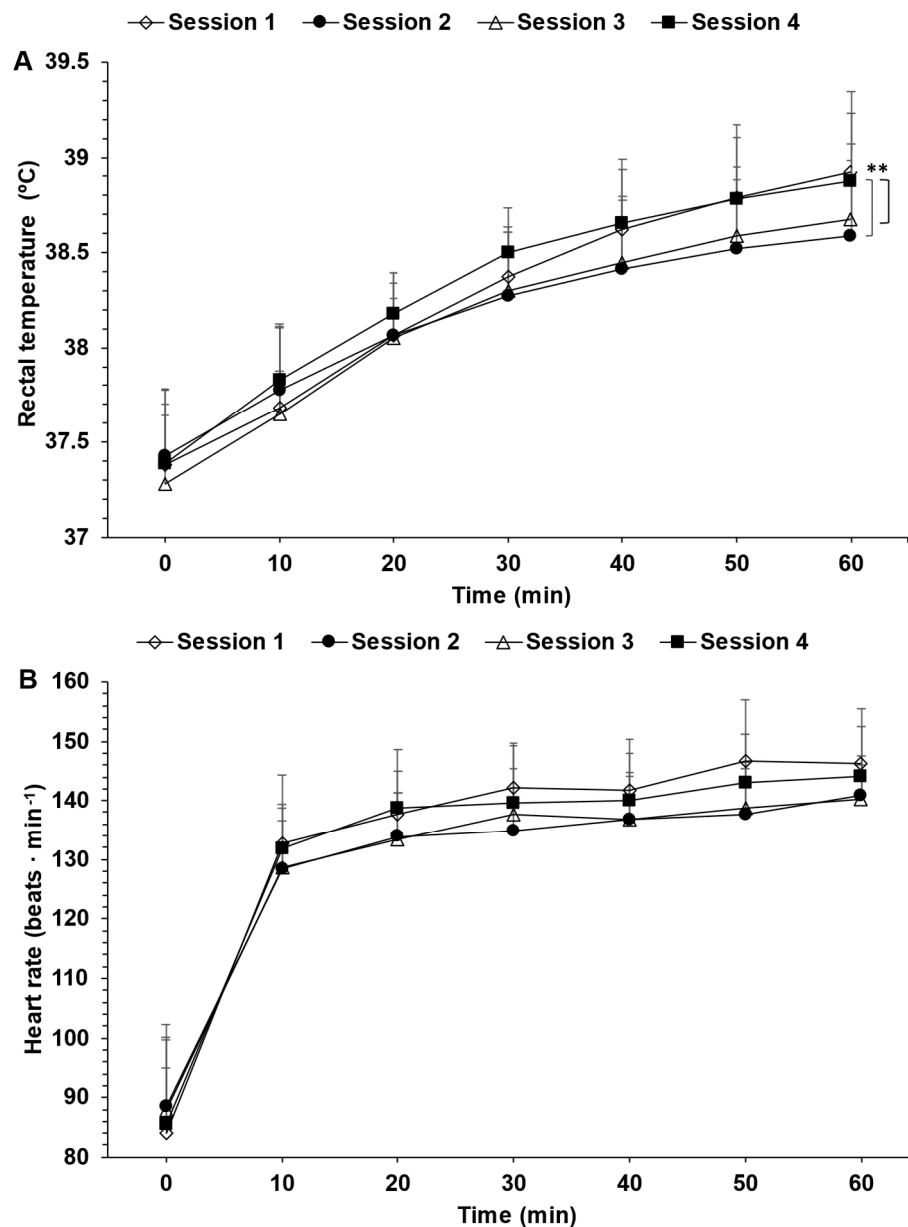 Session 1 Session 2 Session 3 Session 4
A
39.5
39
38.5
38
37.5
37
Rectal temperature (ºC)
**
0 10 20 30 40 50 60
Time (min)
Session 1 Session 2 Session 3 Session 4
B
160
150
140
130
120
110
100
90
80
Heart rate (beats · min⁻¹)
0 10 20 30 40 50 60
Time (min)